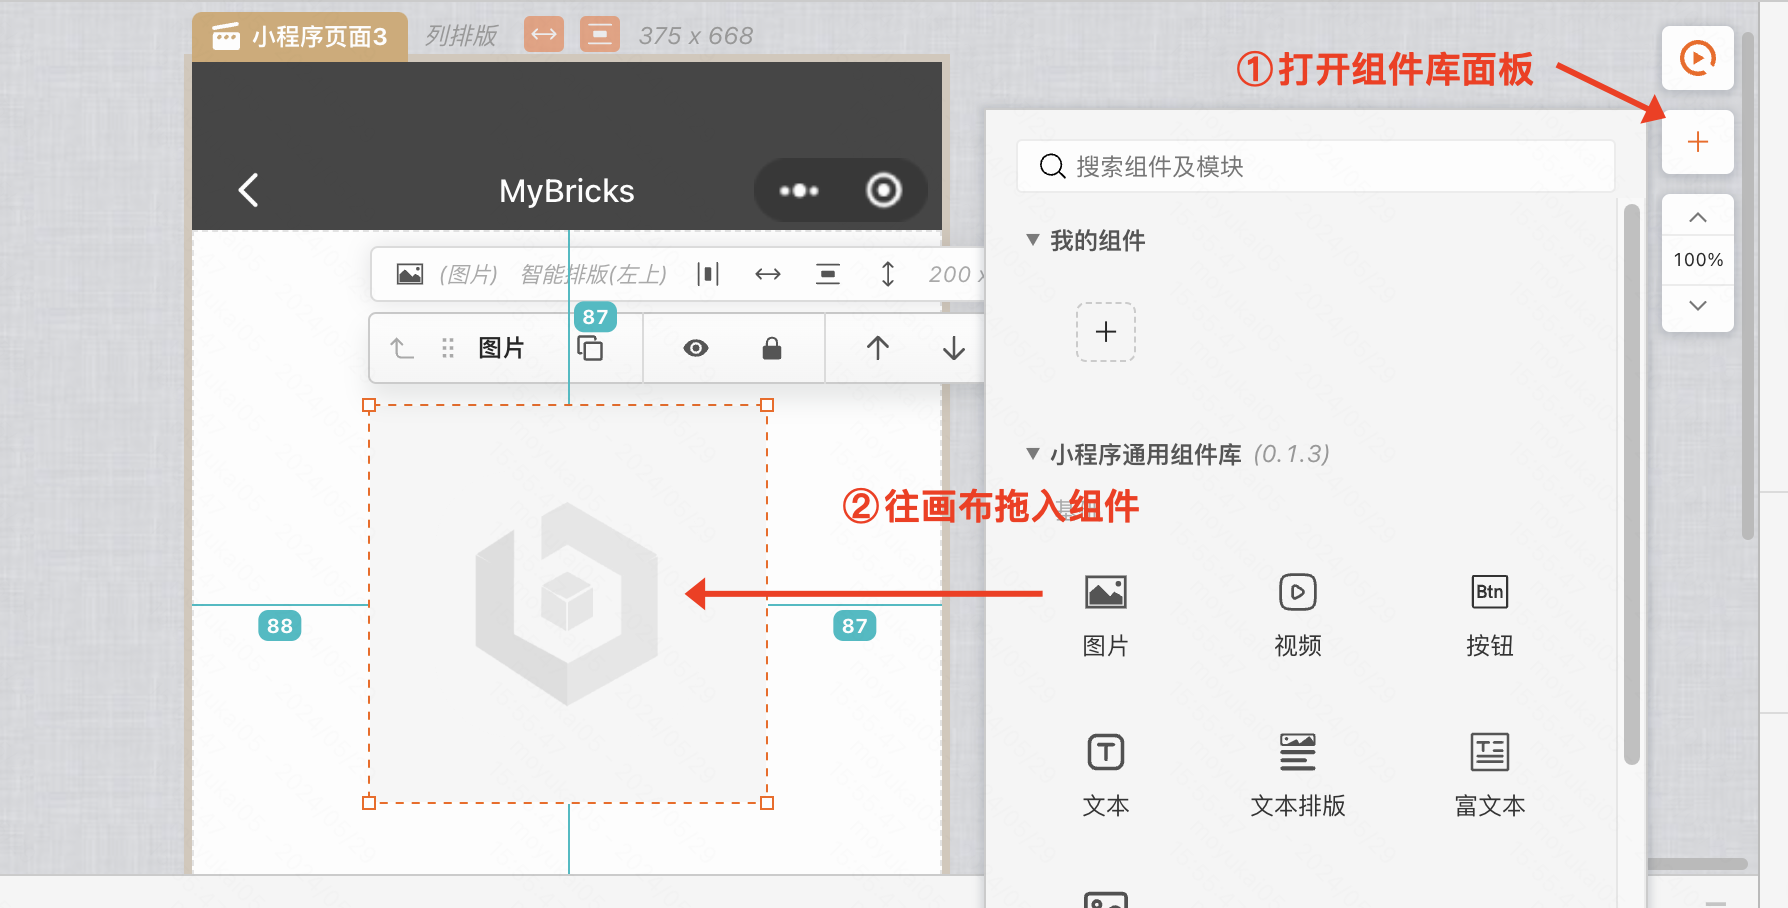 小程序页面3 列排版 375 x 668
①打开组件库面板
搜索组件及模块
MyBricks
我的组件
100%
(图片) 智能排版(左上) 200 x
87
图片
小程序通用组件库 (0.1.3)
②往画布拖入组件
88
87
Btn
图片 视频 按钮
文本 文本排版 富文本